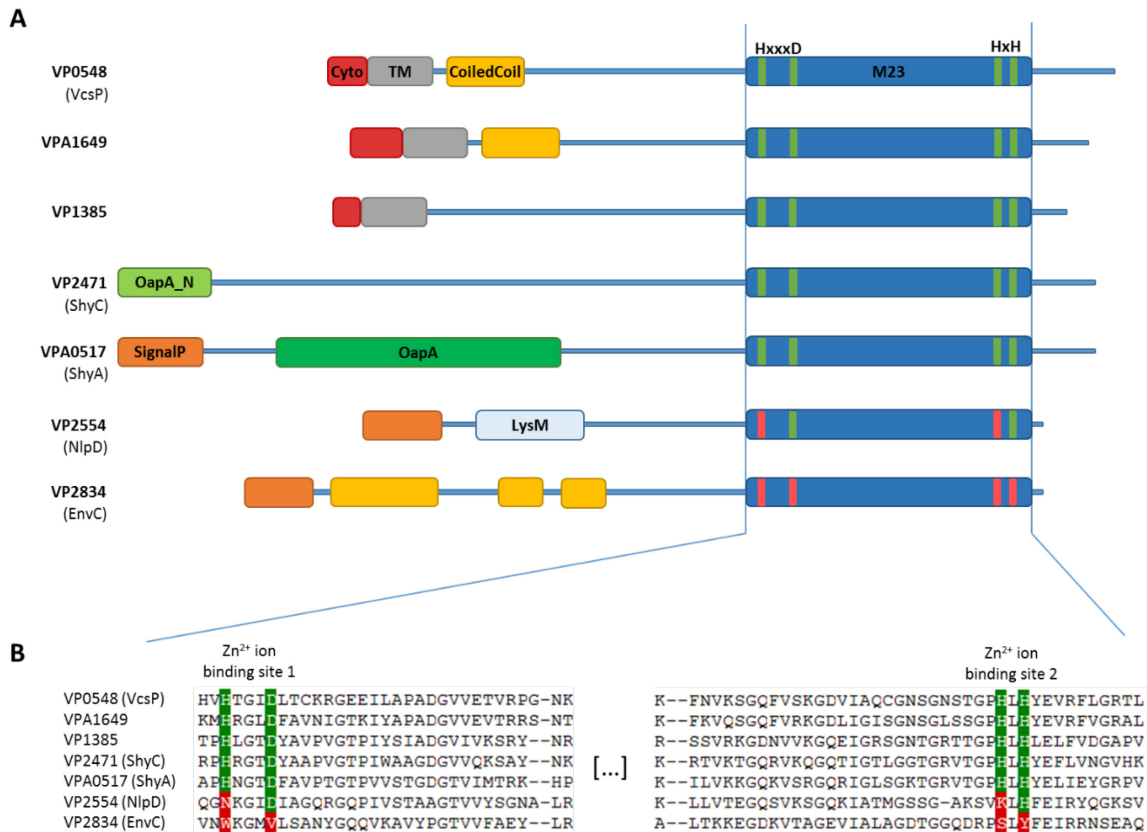 A
HxxxD HxH
VP0548 Cyto TM CoiledCoil M23
(VcsP)
VPA1649
VP1385
VP2471 OapA_N
(ShyC)
VPA0517 SignalP OapA
(ShyA)
VP2554 LysM
(NlpD)
VP2834
(EnvC)
B
Zn2+ ion Zn2+ ion
binding site 1 binding site 2
VP0548 (VcsP) HVHTGIDLTCKRGEEILAPADGVVETVRPG-NK K--FNVKSGQFVSKGDVIAQCGNSGNSTGPHLHYEVRFLGRTL
VPA1649 KMHRGLDFAVNIGTKIYAPADGVVEVTRRS-NT K--FKVQSGQFVRKGDLIGISGNSGLSSGPHLHYEVRFVGRAL
VP1385 TPHLGTDYAVPVGTPIYSIADGVIVKSRY--NR R--SSVRKGDNVVKGQEIGRSGNTGRTTGPHLHLELFVDGAPV
VP2471 (ShyC) RPHRGTDYAAPVGTPIWAAGDGVVQKSAY--NK [...] K--RTVKTGQRVKQGQTIGTLGGTGRVTGPHLHYEFLVNGVHK
VPA0517 (ShyA) APHNGTDFAVPTGTPVVSTGDGTVIMTRK--HP K--ILVKKGQKVSRGQRIGLSGKTGRVTGPHLHYELIEYGRPV
VP2554 (NlpD) QGNKGIDIAGQRGQPIVSTAAGTVVYSGNALR K--LLVTEGQSVKSGQKIATMGSSG-AKSVKLHFEIRYQGKSV
VP2834 (EnvC) VNWKGMVLSANYGQQVKAVYPGTVVFAEY--LR KKEGDKVTAGEVIALAGDTGGQDRPSLYFEIRRNSEAQ